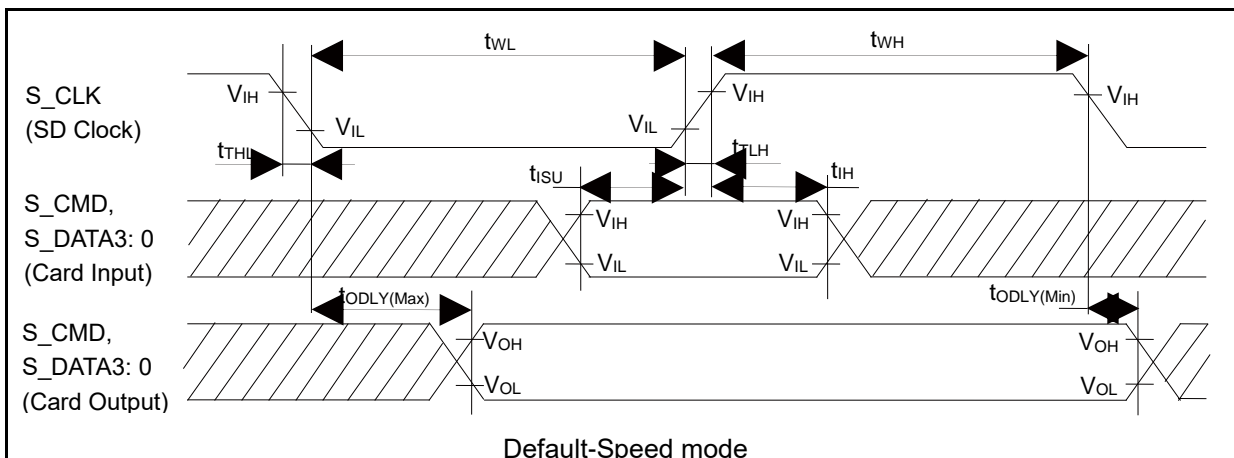 tWL
tWH
S_CLK
(SD Clock)
VIH
VIL
VIL
VIH
VIH
tTHL
tTLH
tISU
tIH
S_CMD,
S_DATA3: 0
(Card Input)
VIH
VIL
VIH
VIL
tODLY(Max)
tODLY(Min)
S_CMD,
S_DATA3: 0
(Card Output)
VOH
VOL
VOH
VOL
Default-Speed mode